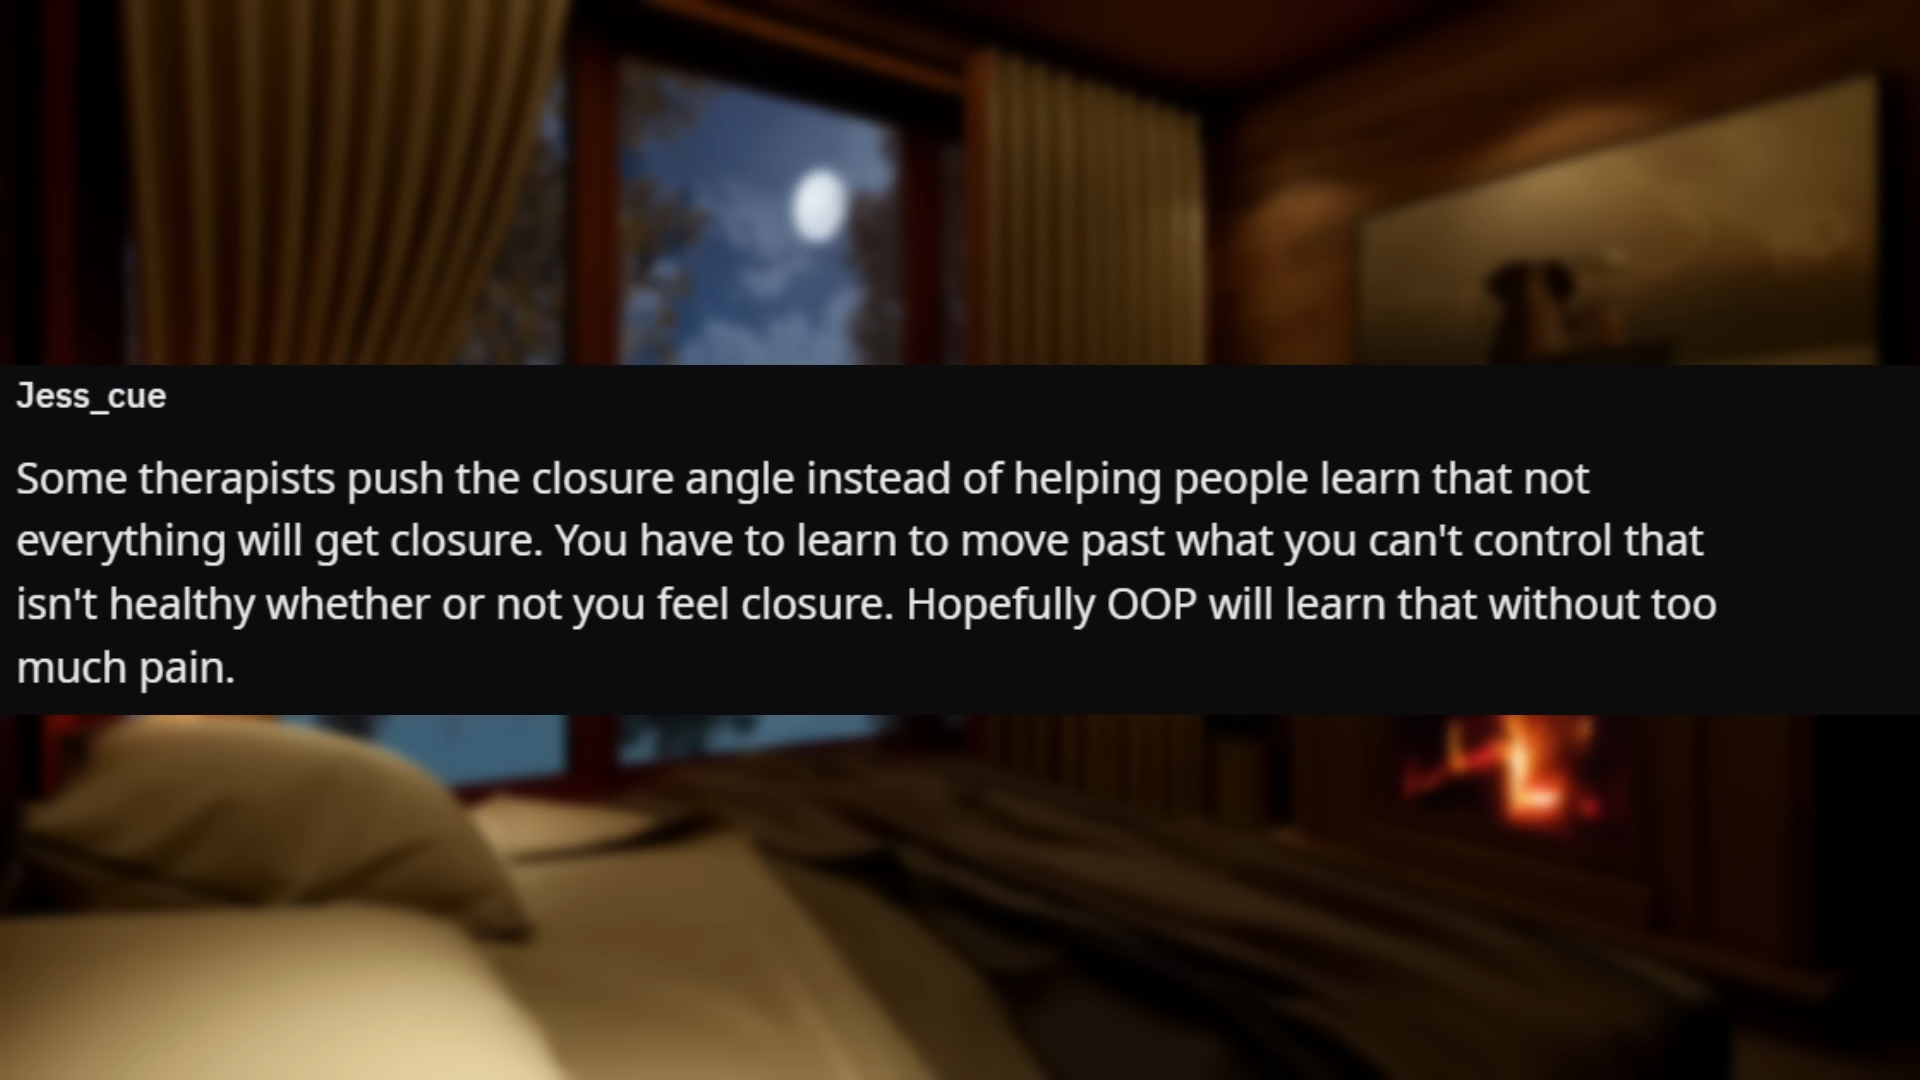 Jess_cue
Some therapists push the closure angle instead of helping people learn that not
everything will get closure. You have to learn to move past what you can't control that
isn't healthy whether or not you feel closure. Hopefully OOP will learn that without too
much pain.